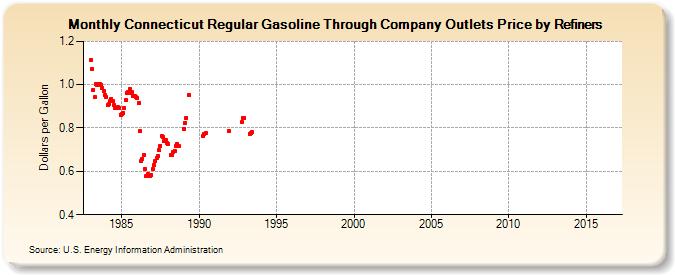 Monthly Connecticut Regular Gasoline Through Company Outlets Price by Refiners
Dollars per Gallon
1.2
1.0
0.8
0.6
0.4
1985 1990 1995 2000 2005 2010 2015
Source: U.S. Energy Information Administration